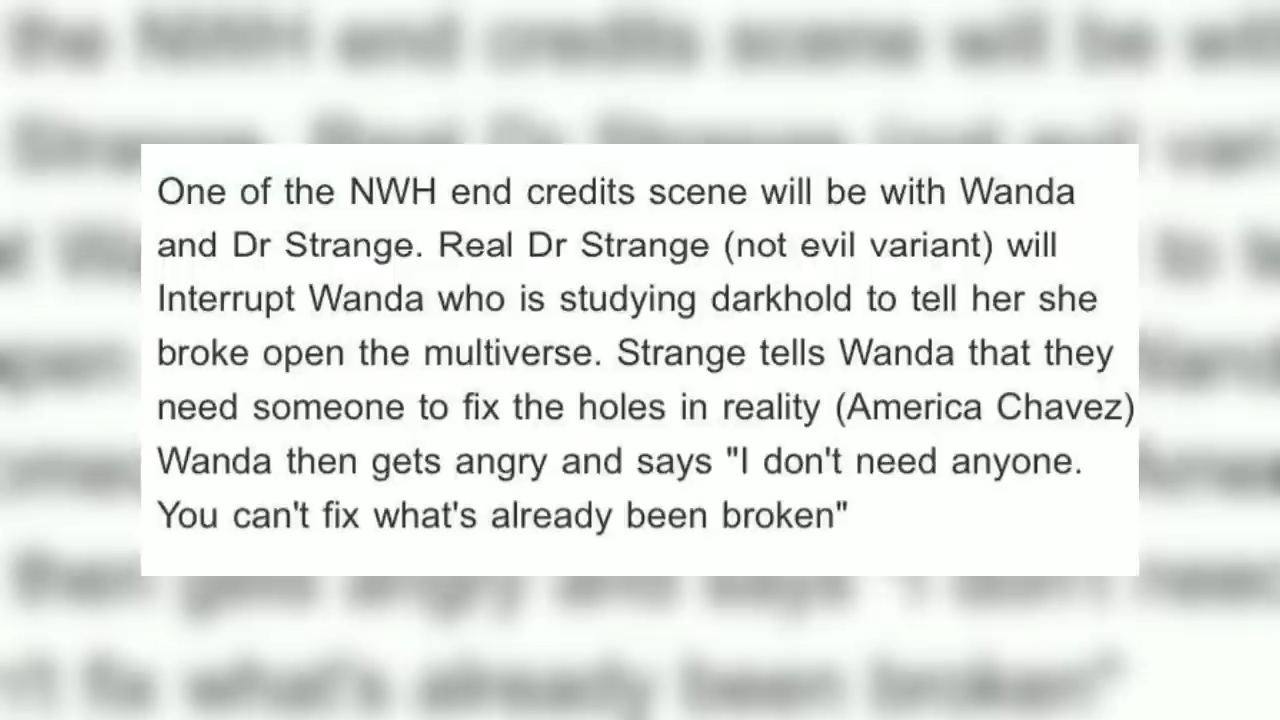 One of the NWH end credits scene will be with Wanda
and Dr Strange. Real Dr Strange (not evil variant) will
Interrupt Wanda who is studying darkhold to tell her she
broke open the multiverse. Strange tells Wanda that they
need someone to fix the holes in reality (America Chavez)
Wanda then gets angry and says "I don't need anyone.
You can't fix what's already been broken"